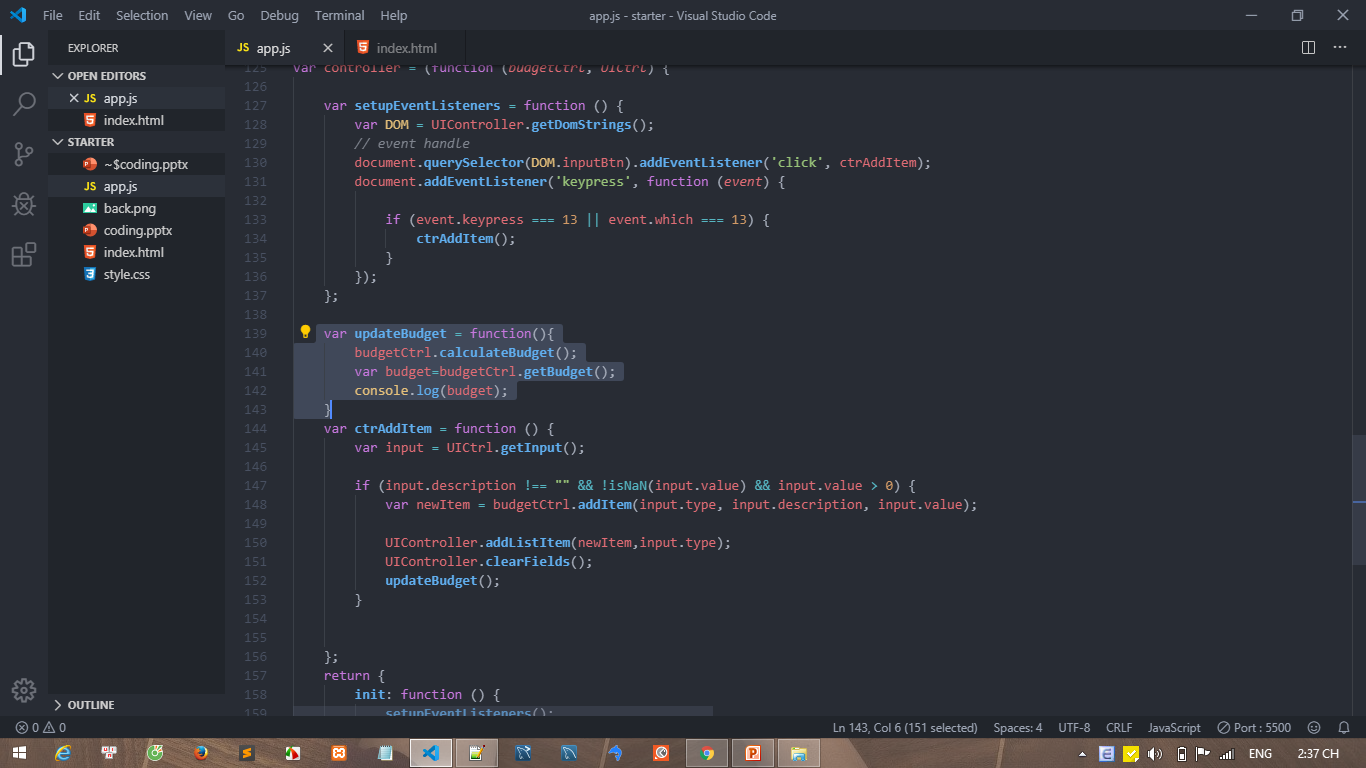 File Edit Selection View Go Debug Terminal Help app.js - starter - Visual Studio Code
EXPLORER
OPEN EDITORS
JS app.js
index.html
STARTER
~$coding.pptx
JS app.js
back.png
coding.pptx
index.html
style.css
OUTLINE
JS app.js index.html
125 var controller = (function (budgetCtrl, UICtrl) {
126
127 var setupEventListeners = function () {
128 var DOM = UIController.getDomStrings();
129 // event handle
130 document.querySelector(DOM.inputBtn).addEventListener('click', ctrAddItem);
131 document.addEventListener('keypress', function (event) {
132
133 if (event.keypress === 13 || event.which === 13) {
134 ctrAddItem();
135 }
136 });
137 };
138
139 var updateBudget = function(){
140 budgetCtrl.calculateBudget();
141 var budget=budgetCtrl.getBudget();
142 console.log(budget);
143 }
144 var ctrAddItem = function () {
145 var input = UICtrl.getInput();
146
147 if (input.description !== "" && !isNaN(input.value) && input.value > 0) {
148 var newItem = budgetCtrl.addItem(input.type, input.description, input.value);
149
150 UIController.addListItem(newItem,input.type);
151 UIController.clearFields();
152 updateBudget();
153 }
154
155
156 };
157 return {
158 init: function () {
159 setupEventListeners();
0 0 Ln 143, Col 6 (151 selected) Spaces: 4 UTF-8 CRLF JavaScript Port : 5500
ENG 2:37 CH